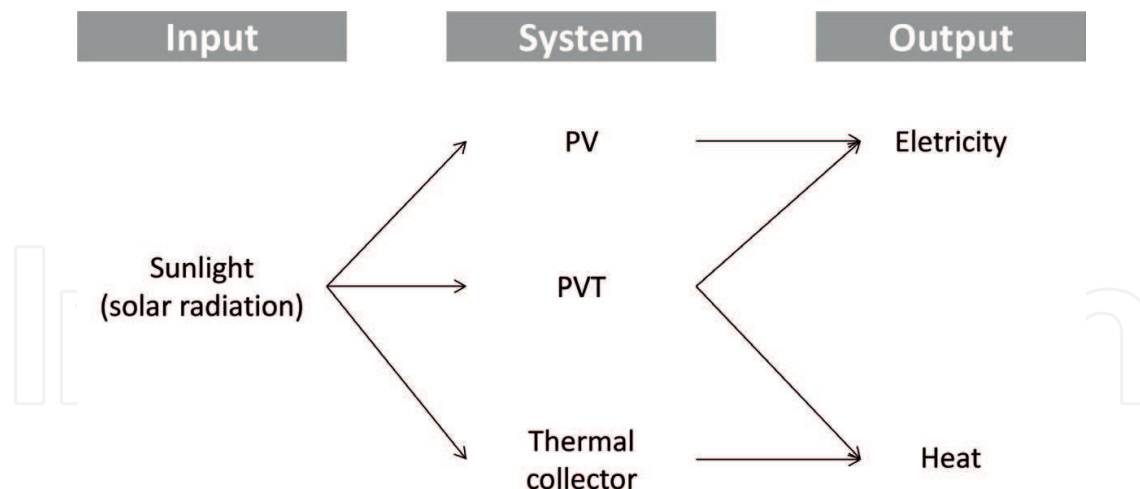 Input
System
Output
PV
Eletricity
Sunlight
(solar radiation)
PVT
Thermal
collector
Heat